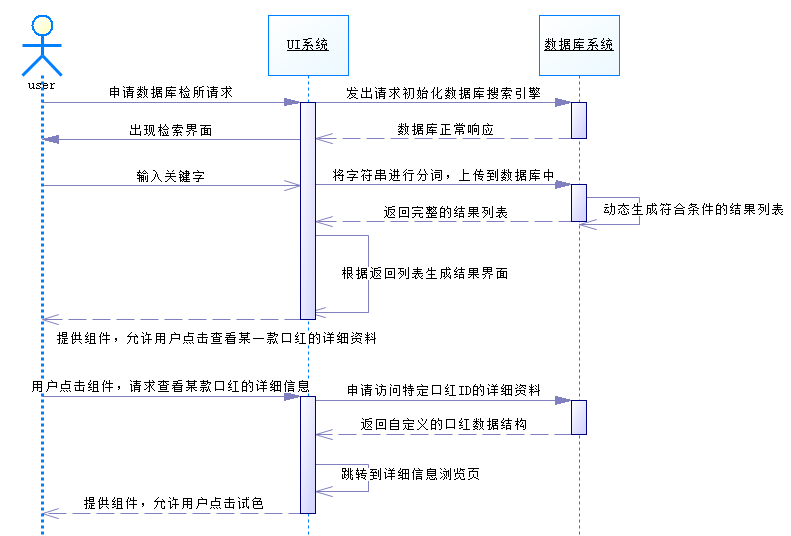 UI系统
数据库系统
user
申请数据库检所请求
发出请求初始化数据库搜索引擎
出现检索界面
数据库正常响应
输入关键字
将字符串进行分词，上传到数据库中
返回完整的结果列表
动态生成符合条件的结果列表
根据返回列表生成结果界面
提供组件，允许用户点击查看某一款口红的详细资料
用户点击组件，请求查看某款口红的详细信息
申请访问特定口红ID的详细资料
返回自定义的口红数据结构
跳转到详细信息浏览页
提供组件，允许用户点击试色